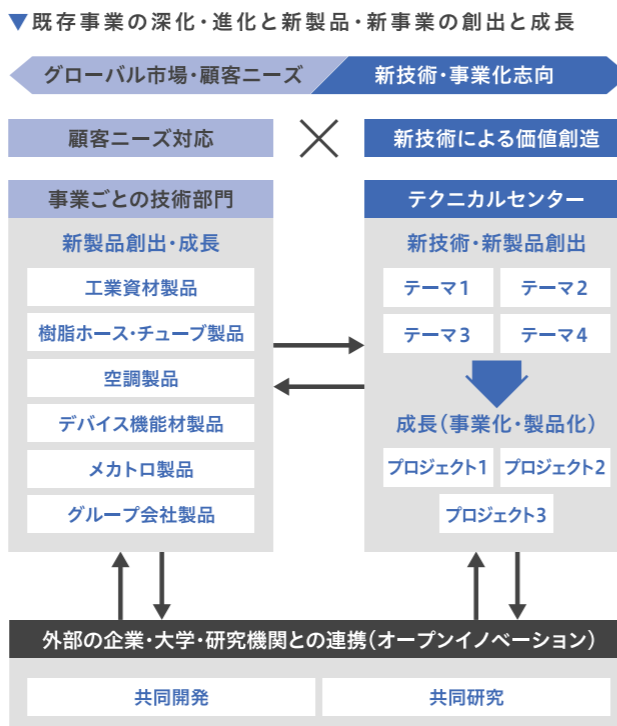 ▼既存事業の深化・進化と新製品・新事業の創出と成長
グローバル市場・顧客ニーズ
新技術・事業化志向
顧客ニーズ対応
新技術による価値創造
事業ごとの技術部門
新製品創出・成長
工業資材製品
樹脂ホース・チューブ製品
空調製品
デバイス機能材製品
メカトロ製品
グループ会社製品
テクニカルセンター
新技術・新製品創出
テーマ1
テーマ2
テーマ3
テーマ4
成長（事業化・製品化）
プロジェクト1
プロジェクト2
プロジェクト3
外部の企業・大学・研究機関との連携（オープンイノベーション）
共同開発
共同研究